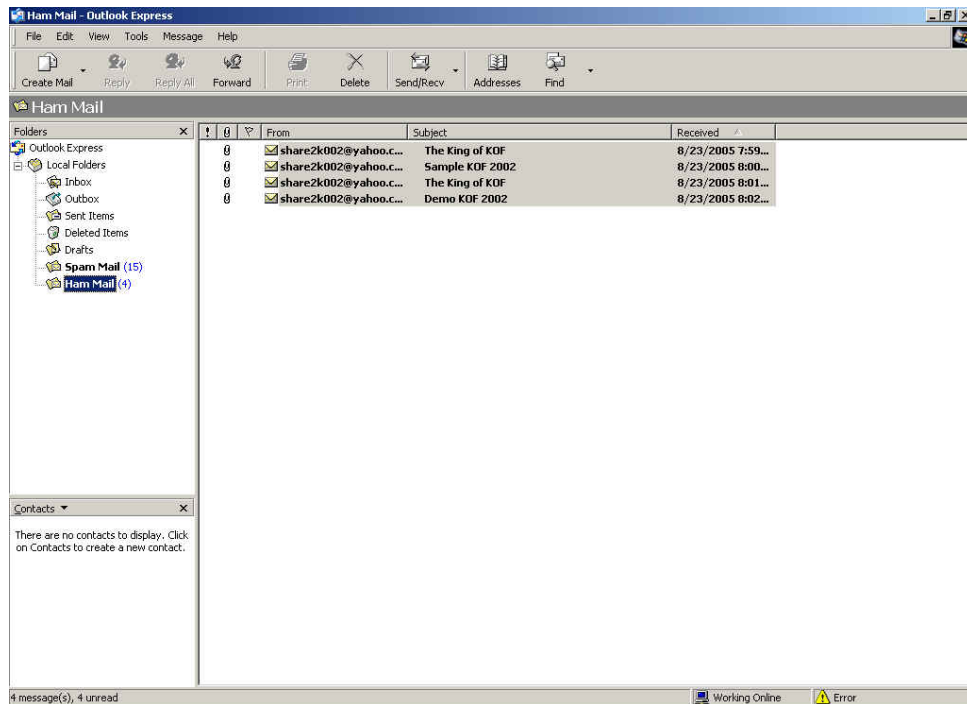 Ham Mail - Outlook Express
File Edit View Tools Message Help
Create Mail Reply Reply All Forward Print Delete Send/Recv Addresses Find
Ham Mail
Folders
! From Subject Received
Outlook Express
Local Folders
Inbox
Outbox
Sent Items
Deleted Items
Drafts
Spam Mail (15)
Ham Mail (4)
share2k002@yahoo.c... The King of KOF 8/23/2005 7:59...
share2k002@yahoo.c... Sample KOF 2002 8/23/2005 8:00...
share2k002@yahoo.c... The King of KOF 8/23/2005 8:01...
share2k002@yahoo.c... Demo KOF 2002 8/23/2005 8:02...
Contacts
There are no contacts to display. Click
on Contacts to create a new contact.
4 message(s), 4 unread Working Online Error